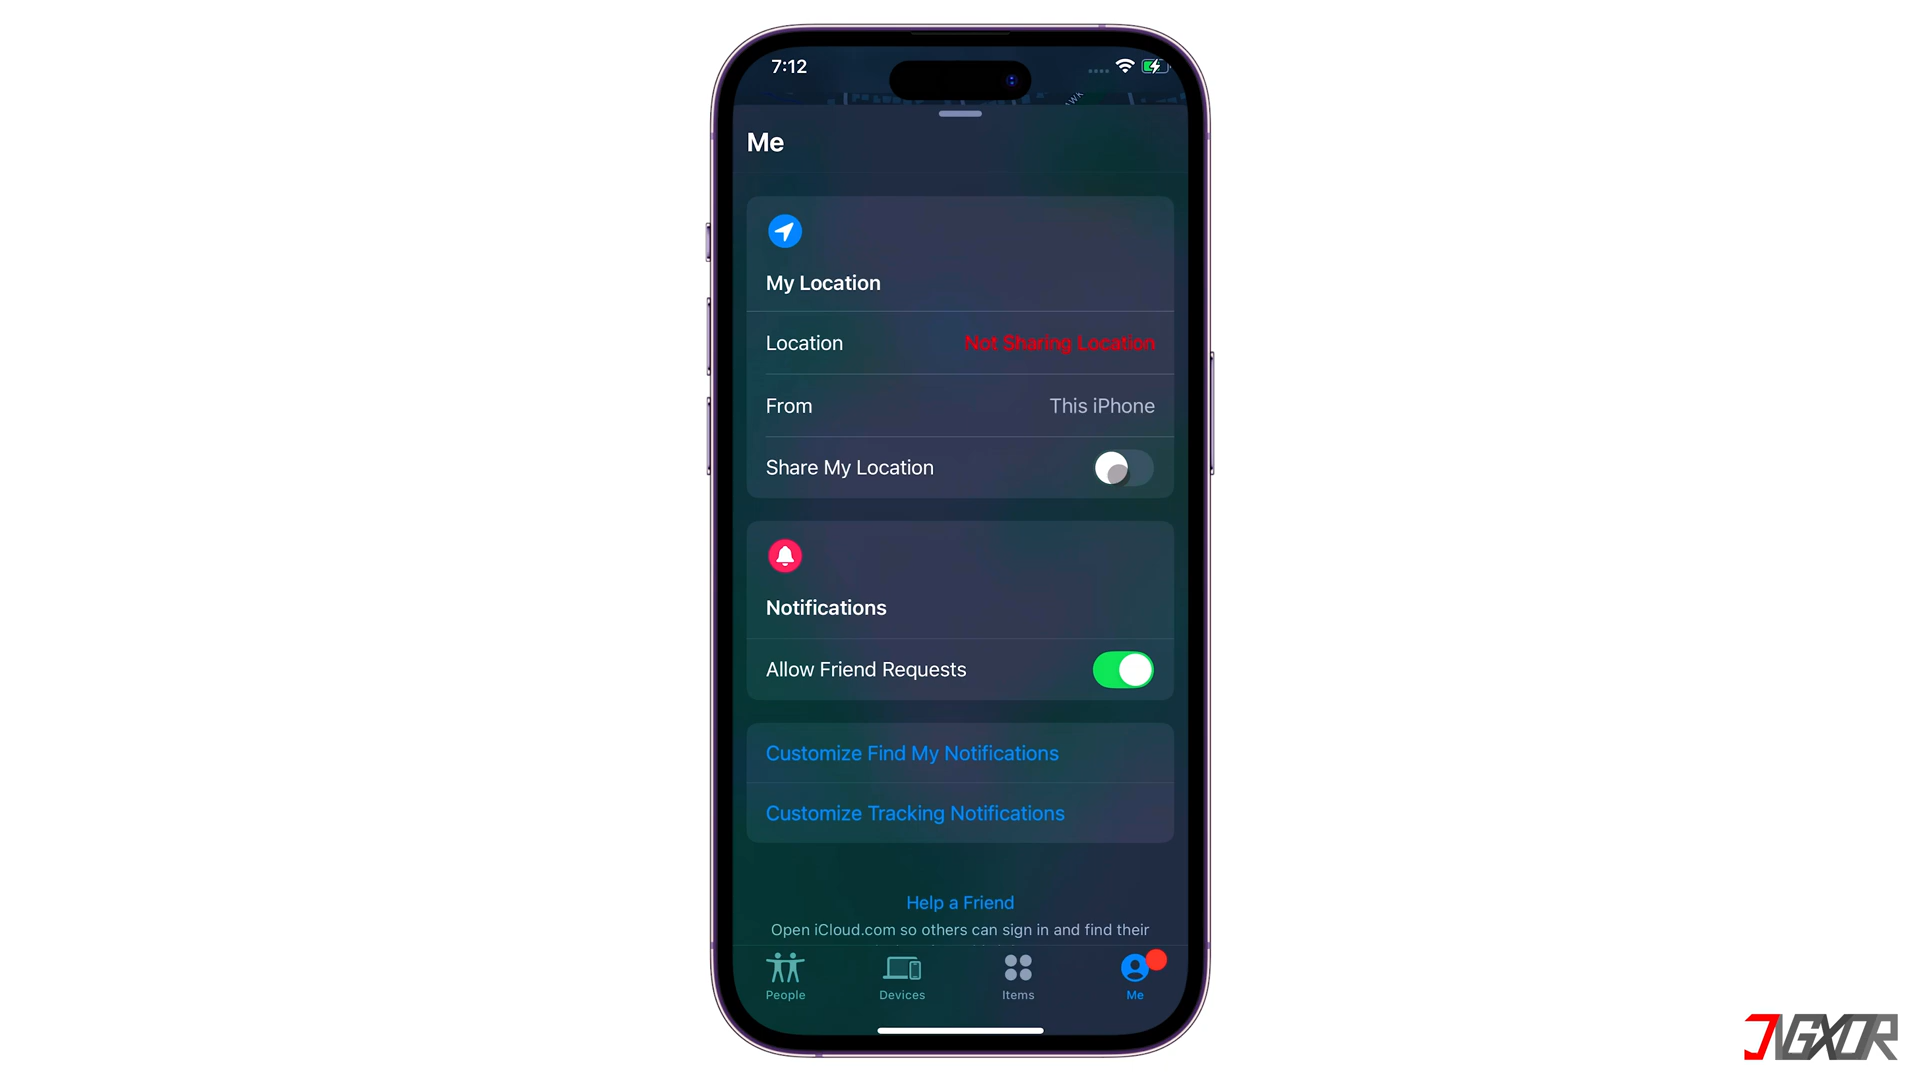 7:12
Me
My Location
Location Not Sharing Location
From This iPhone
Share My Location
Notifications
Allow Friend Requests
Customize Find My Notifications
Customize Tracking Notifications
Help a Friend
Open iCloud.com so others can sign in and find their
People Devices Items Me